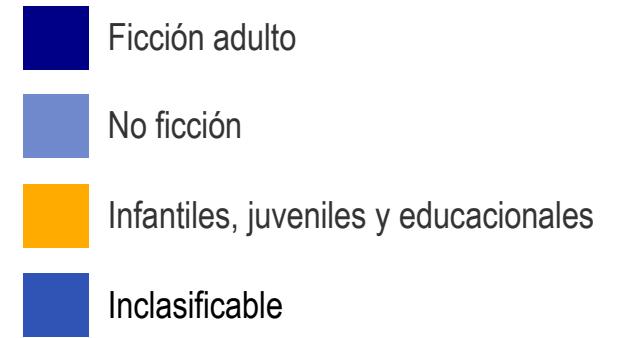 Ficción adulto
No ficción
Infantiles, juveniles y educacionales
Inclasificable